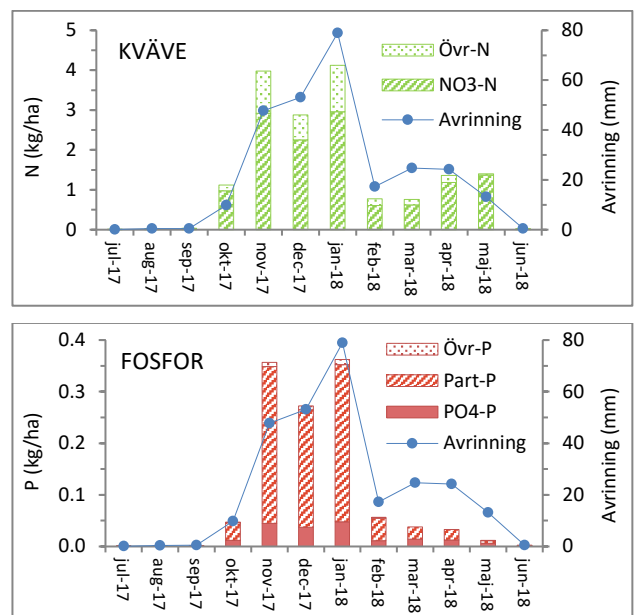 KVÄVE
N (kg/ha)
5
4
3
2
1
0
Övr-N
NO3-N
Avrinning
80
60
40
20
0
Avrinning (mm)
jul-17
aug-17
sep-17
okt-17
nov-17
dec-17
jan-18
feb-18
mar-18
apr-18
maj-18
jun-18
FOSFOR
P (kg/ha)
0.4
0.3
0.2
0.1
0.0
Övr-P
Part-P
PO4-P
Avrinning
80
60
40
20
0
Avrinning (mm)
jul-17
aug-17
sep-17
okt-17
nov-17
dec-17
jan-18
feb-18
mar-18
apr-18
maj-18
jun-18